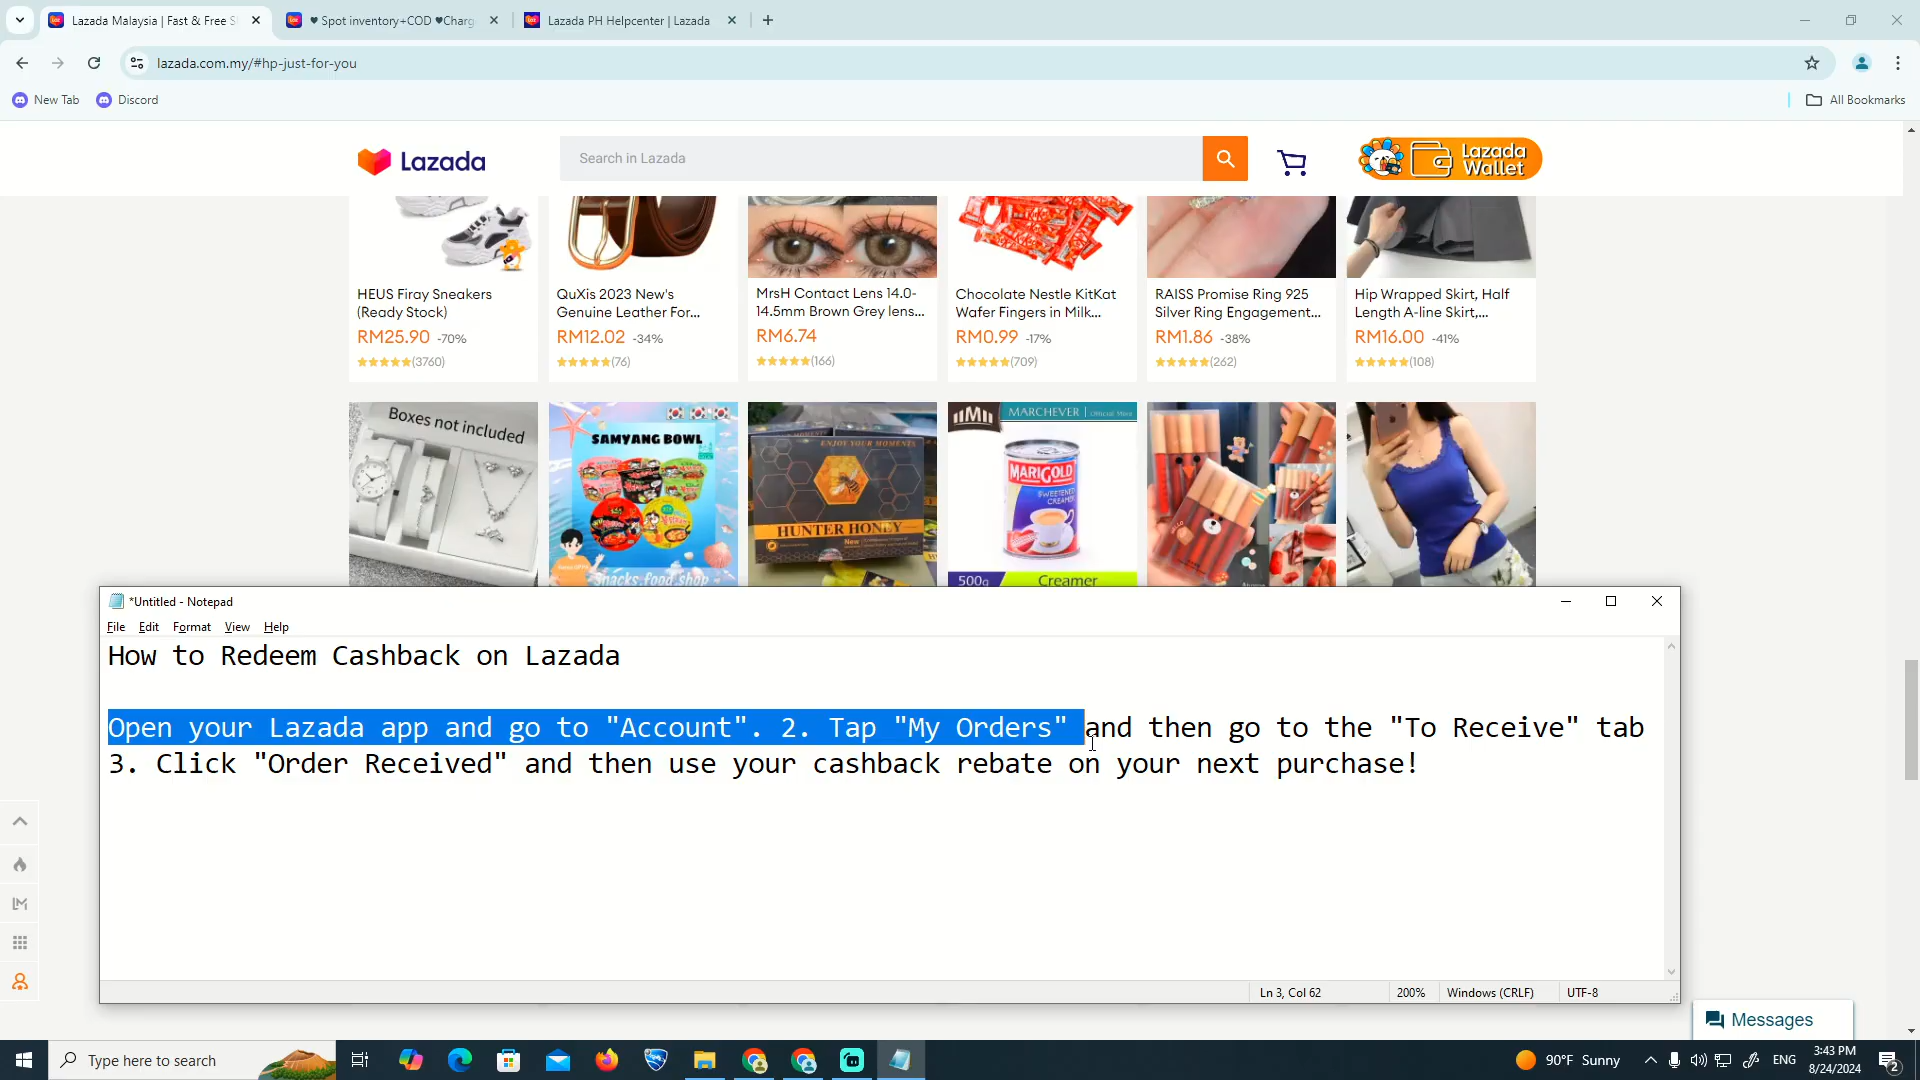 Lazada Malaysia | Fast & Free S
♥ Spot inventory+COD ♥Charg
Lazada PH Helpcenter | Lazada
lazada.com.my/#hp-just-for-you
New Tab
Discord
All Bookmarks
Lazada
Search in Lazada
Lazada
Wallet
HEUS Firay Sneakers
(Ready Stock)
RM25.90 -70%
(3760)
QuXis 2023 New's
Genuine Leather For...
RM12.02 -34%
(76)
MrsH Contact Lens 14.0-
14.5mm Brown Grey lens...
RM6.74
(166)
Chocolate Nestle KitKat
Wafer Fingers in Milk...
RM0.99 -17%
(709)
RAISS Promise Ring 925
Silver Ring Engagement...
RM1.86 -38%
(262)
Hip Wrapped Skirt, Half
Length A-line Skirt,...
RM16.00 -41%
(108)
Boxes not included
SAMYANG BOWL
Snacks food shop
ENJOY YOUR MOMENTS
HUNTER HONEY
New
MARCHEVER | Official Store
MARIGOLD
SWEETENED
CREAMER
500g
Creamer
*Untitled - Notepad
File Edit Format View Help
How to Redeem Cashback on Lazada
Open your Lazada app and go to "Account". 2. Tap "My Orders" and then go to the "To Receive" tab
3. Click "Order Received" and then use your cashback rebate on your next purchase!
Ln 3, Col 62
200%
Windows (CRLF)
UTF-8
Messages
Type here to search
90°F Sunny
ENG
3:43 PM
8/24/2024
2